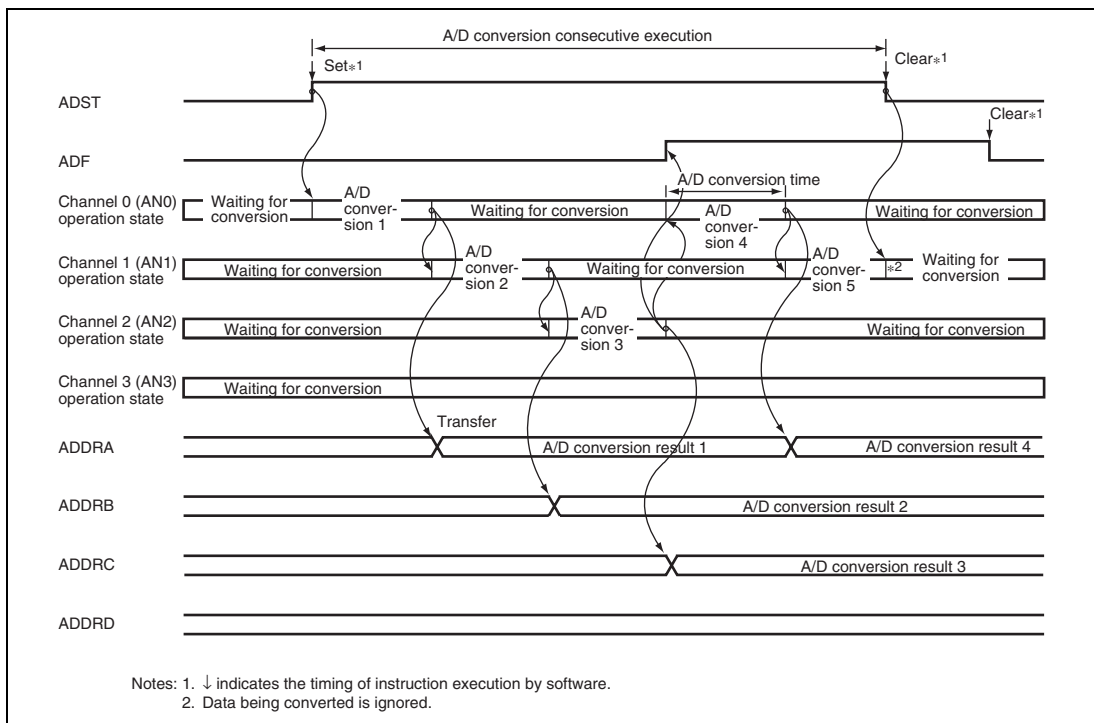 A/D conversion consecutive execution
Set*1
Clear*1
ADST
Clear*1
ADF
A/D conversion time
Channel 0 (AN0)
operation state
Waiting for
conversion
A/D
conver-
sion 1
Waiting for conversion
A/D
conver-
sion 4
Waiting for conversion
Channel 1 (AN1)
operation state
Waiting for conversion
A/D
conver-
sion 2
Waiting for conversion
A/D
conver-
sion 5
*2
Waiting for
conversion
Channel 2 (AN2)
operation state
Waiting for conversion
A/D
conver-
sion 3
Waiting for conversion
Channel 3 (AN3)
operation state
Waiting for conversion
Transfer
ADDRA
A/D conversion result 1
A/D conversion result 4
ADDRB
A/D conversion result 2
ADDRC
A/D conversion result 3
ADDRD
Notes: 1. ↓ indicates the timing of instruction execution by software.
2. Data being converted is ignored.